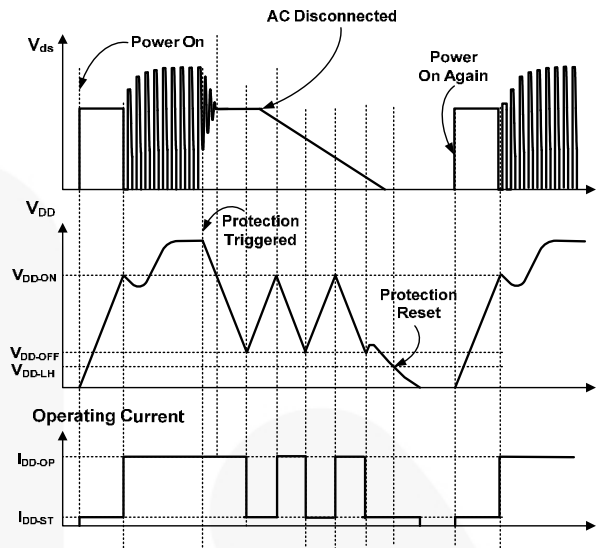 AC Disconnected
Vds
Power On
Power
On Again
VDD
Protection
Triggered
VDD-ON
Protection
Reset
VDD-OFF
VDD-LH
Operating Current
IDD-OP
IDD-ST